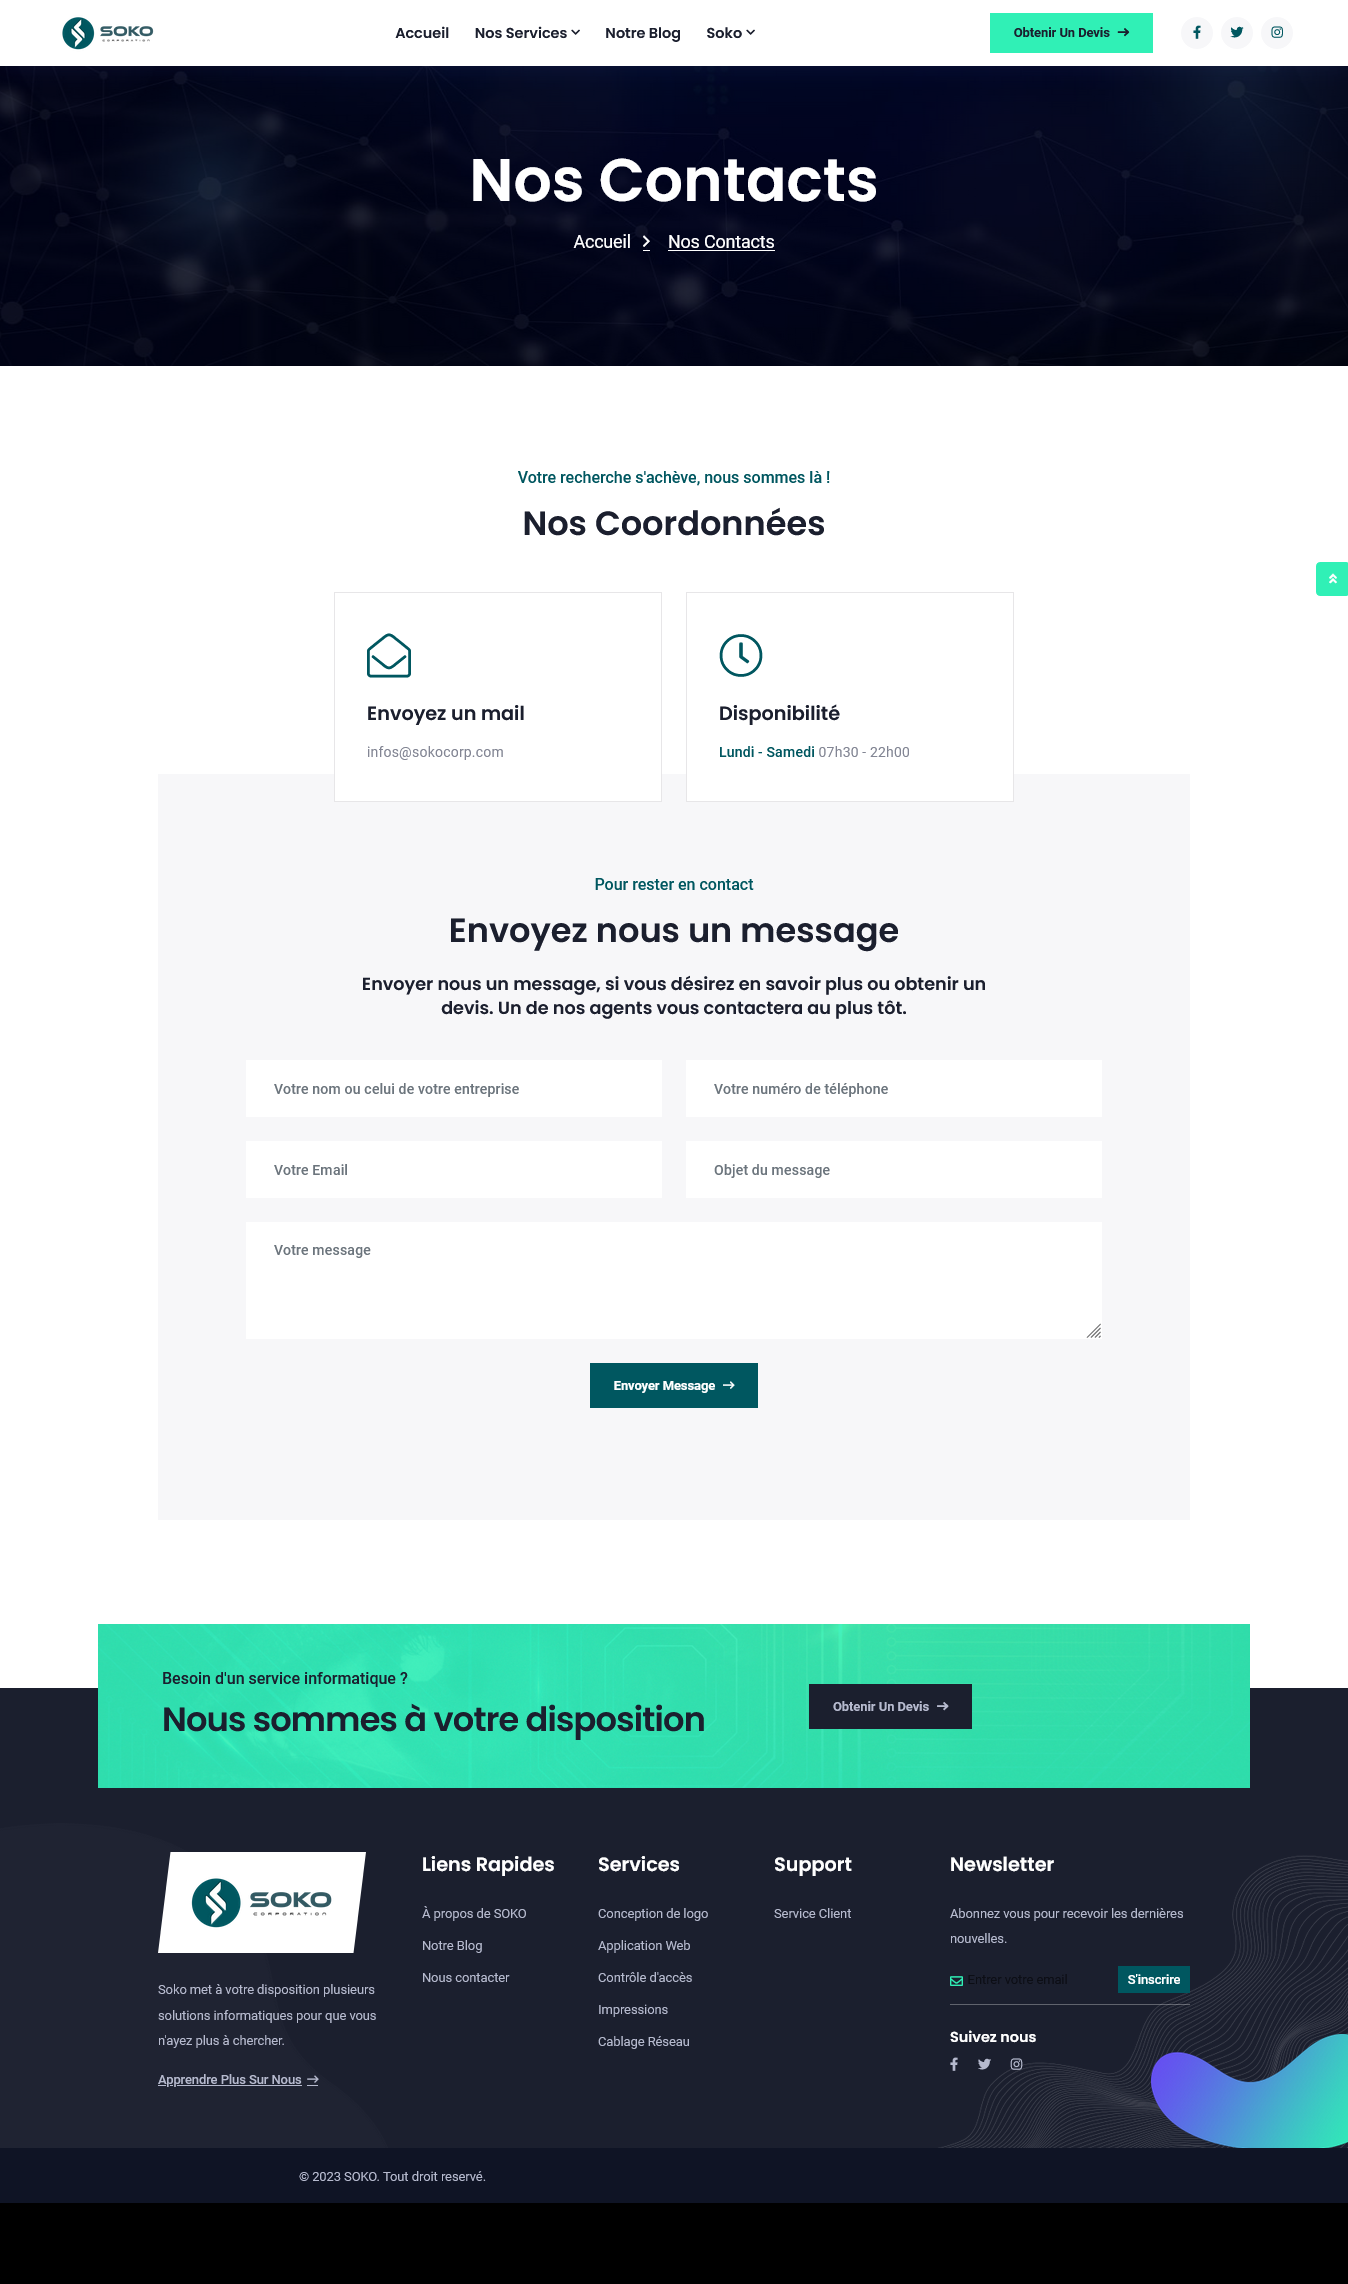 SOKO
CORPORATION
Accueil
Nos Services
Notre Blog
Soko
Obtenir Un Devis
Nos Contacts
Accueil
Nos Contacts
Votre recherche s'achève, nous sommes là !
Nos Coordonnées
Envoyez un mail
infos@sokocorp.com
Disponibilité
Lundi - Samedi 07h30 - 22h00
Pour rester en contact
Envoyez nous un message
Envoyer nous un message, si vous désirez en savoir plus ou obtenir un
devis. Un de nos agents vous contactera au plus tôt.
Votre nom ou celui de votre entreprise
Votre numéro de téléphone
Votre Email
Objet du message
Votre message
Envoyer Message
Besoin d'un service informatique ?
Nous sommes à votre disposition
Obtenir Un Devis
SOKO
CORPORATION
Soko met à votre disposition plusieurs
solutions informatiques pour que vous
n'ayez plus à chercher.
Apprendre Plus Sur Nous
Liens Rapides
À propos de SOKO
Notre Blog
Nous contacter
Services
Conception de logo
Application Web
Contrôle d'accès
Impressions
Cablage Réseau
Support
Service Client
Newsletter
Abonnez vous pour recevoir les dernières
nouvelles.
Entrer votre email
S'inscrire
Suivez nous
© 2023 SOKO. Tout droit reservé.